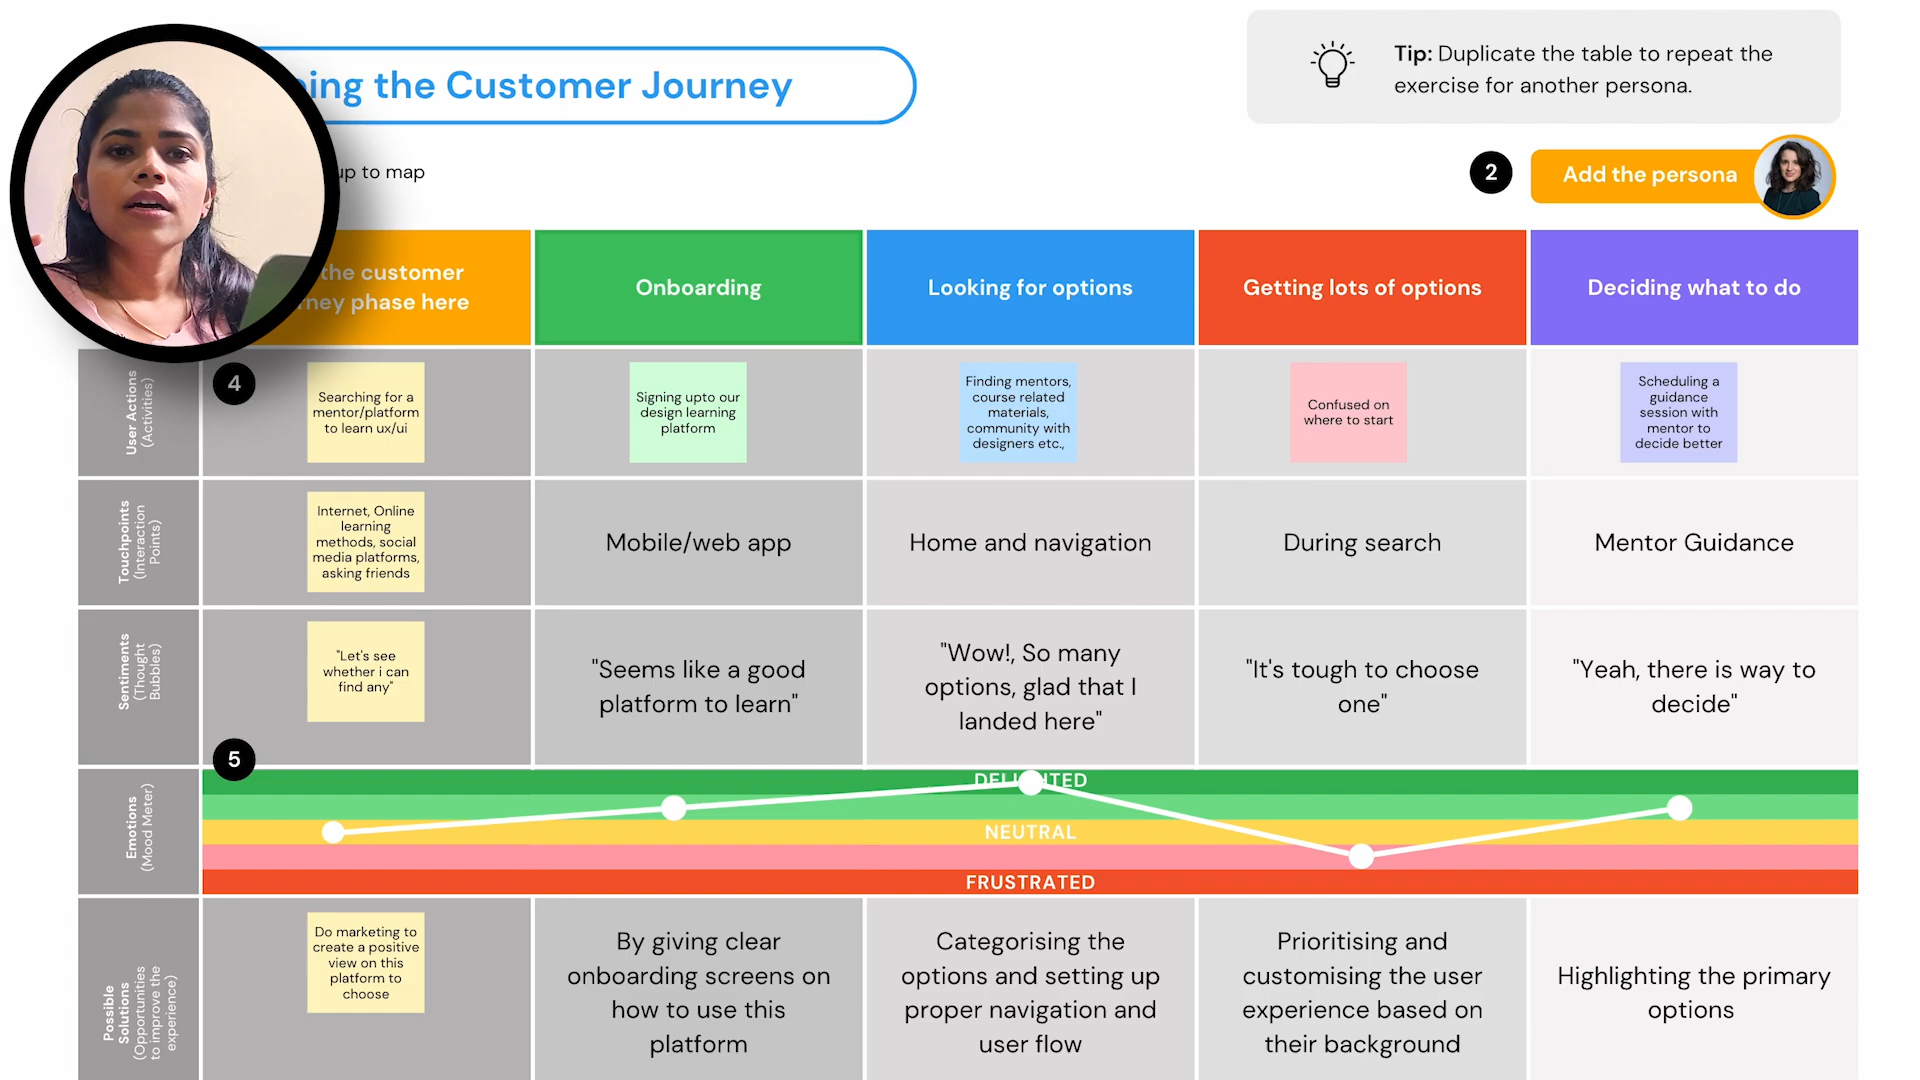 ing the Customer Journey
Tip: Duplicate the table to repeat the
exercise for another persona.
up to map
2
Add the persona
the customer
ney phase here
Onboarding
Looking for options
Getting lots of options
Deciding what to do
User Actions
(Activities)
4
Searching for a
mentor/platform
to learn ux/ui
Signing upto our
design learning
platform
Finding mentors,
course related
materials,
community with
designers etc.,
Confused on
where to start
Scheduling a
guidance
session with
mentor to
decide better
Touchpoints
(Interaction
Points)
Internet, Online
learning
methods, social
media platforms,
asking friends
Mobile/web app
Home and navigation
During search
Mentor Guidance
Sentiments
(Thought
Bubbles)
"Let's see
whether i can
find any"
"Seems like a good
platform to learn"
"Wow!, So many
options, glad that I
landed here"
"It's tough to choose
one"
"Yeah, there is way to
decide"
5
Emotions
(Mood Meter)
NEUTRAL
FRUSTRATED
Possible
Solutions
(Opportunities
to improve the
experience)
Do marketing to
create a positive
view on this
platform to
choose
By giving clear
onboarding screens on
how to use this
platform
Categorising the
options and setting up
proper navigation and
user flow
Prioritising and
customising the user
experience based on
their background
Highlighting the primary
options